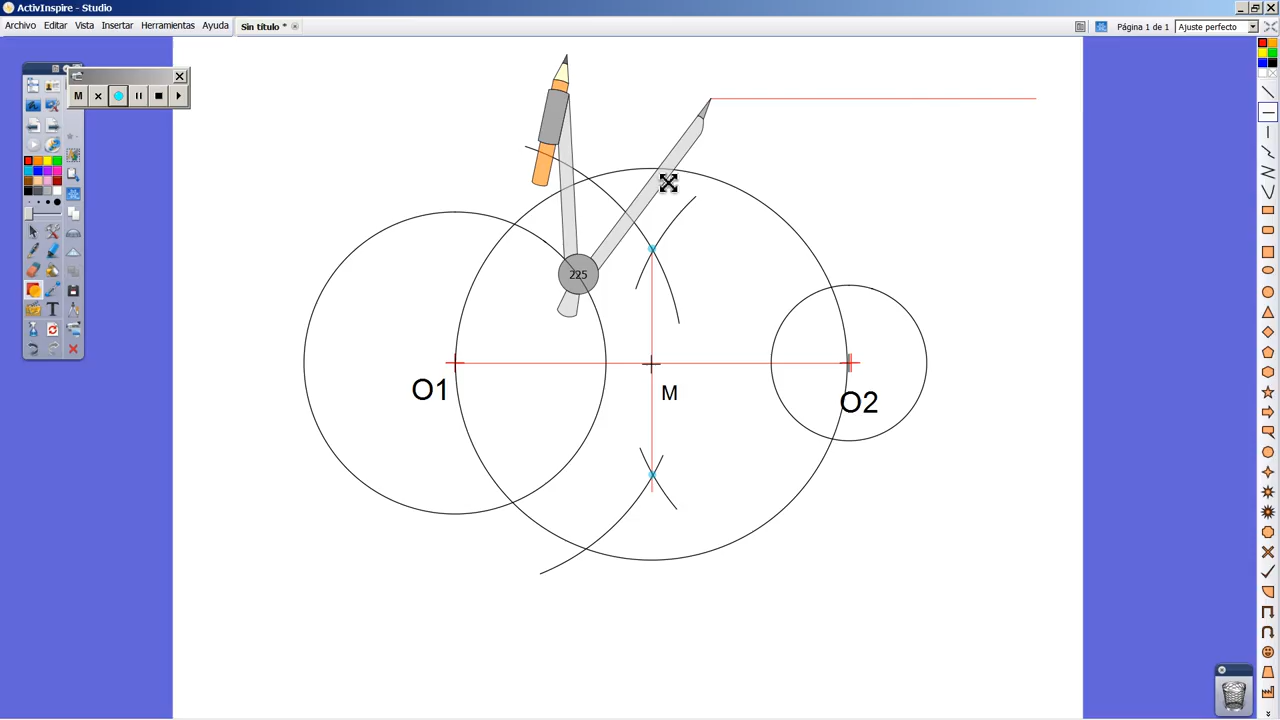 ActivInspire - Studio
Archivo Editar Vista Insertar Herramientas Ayuda
Sin título *
Página 1 de 1
Ajuste perfecto
M
225
O1
M
O2